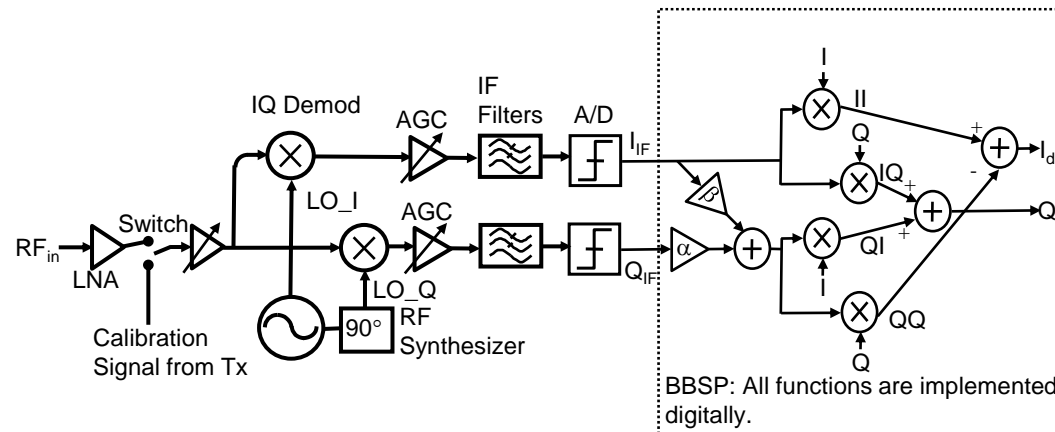 IQ Demod
AGC
IF
Filters
A/D
I_IF
I
II
+
I_d
-
Q
IQ
+
β
LO_I
Switch
RF_in
LNA
AGC
LO_Q
Q_IF
α
+
QI
I
Q
QQ
Q
90°
RF
Synthesizer
Calibration
Signal from Tx
BBSP: All functions are implemented
digitally.